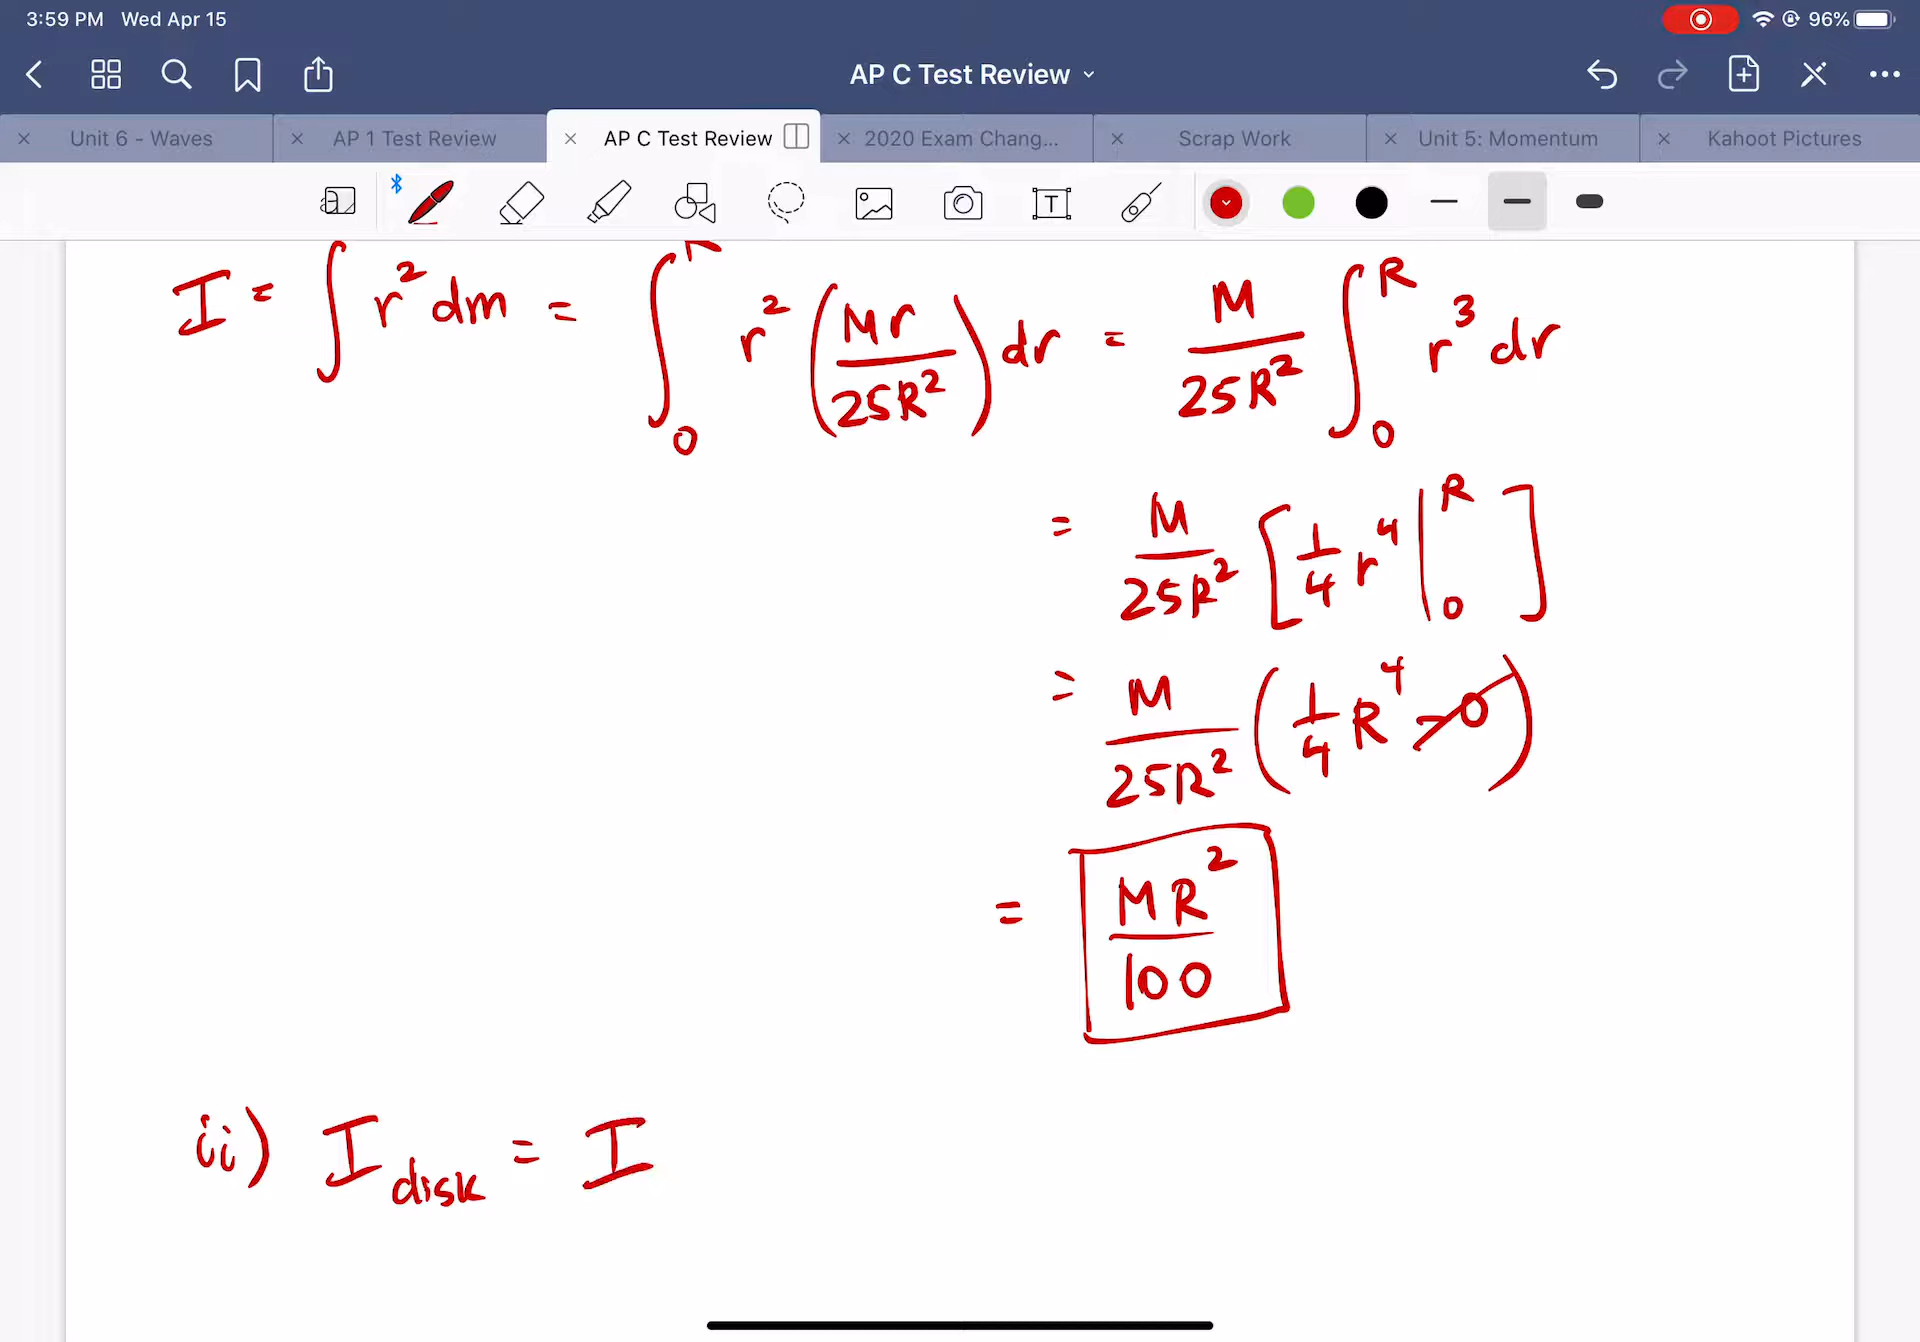 3:59 PM Wed Apr 15 96%
AP C Test Review
Unit 6 - Waves AP 1 Test Review AP C Test Review 2020 Exam Chang... Scrap Work Unit 5: Momentum Kahoot Pictures
I = ∫ r² dm = ∫₀ᴿ r² (Mr/25R²) dr = M/25R² ∫₀ᴿ r³ dr
= M/25R² [1/4 r⁴ |₀ᴿ ]
= M/25R² (1/4 R⁴ - 0)
= MR²/100
ii) I disk = I